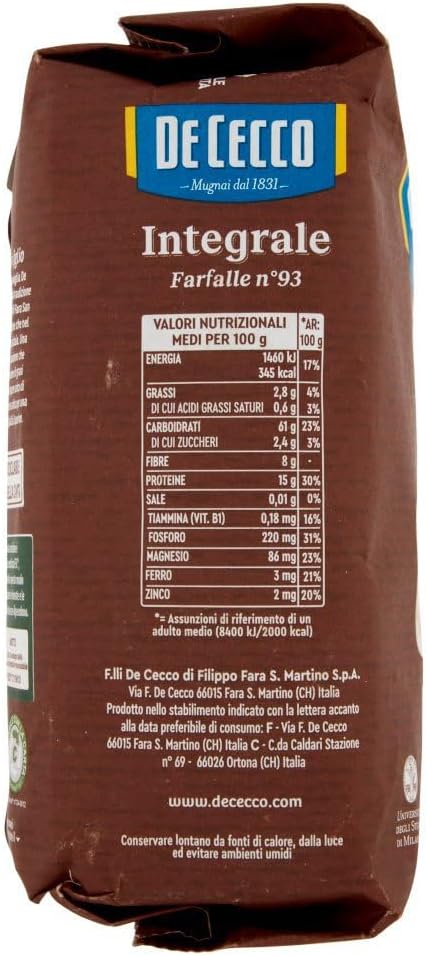 DE CECCO
Mugnai dal 1831
Integrale
Farfalle n°93
VALORI NUTRIZIONALI MEDI PER 100 g *AR: 100 g
ENERGIA 1460 kJ 345 kcal 17%
GRASSI 2,8 g 4%
DI CUI ACIDI GRASSI SATURI 0,6 g 3%
CARBOIDRATI 61 g 23%
DI CUI ZUCCHERI 2,4 g 3%
FIBRE 8 g -
PROTEINE 15 g 30%
SALE 0,01 g 0%
TIAMMINA (VIT. B1) 0,18 mg 16%
FOSFORO 220 mg 31%
MAGNESIO 86 mg 23%
FERRO 3 mg 21%
ZINCO 2 mg 20%
*= Assunzioni di riferimento di un
adulto medio (8400 kJ/2000 kcal)
F.lli De Cecco di Filippo Fara S. Martino S.p.A.
Via F. De Cecco 66015 Fara S. Martino (CH) Italia
Prodotto nello stabilimento indicato con la lettera accanto
alla data preferibile di consumo: F - Via F. De Cecco
66015 Fara S. Martino (CH) Italia C - C.da Caldari Stazione
n° 69 - 66026 Ortona (CH) Italia
www.dececco.com
Conservare lontano da fonti di calore, dalla luce
ed evitare ambienti umidi